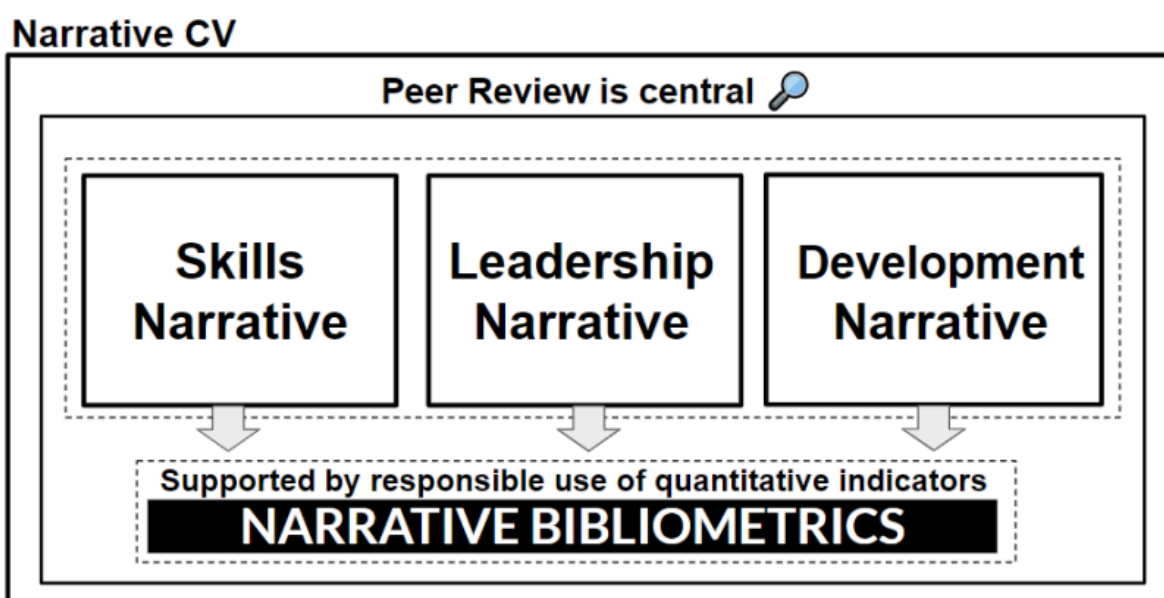 Narrative CV
Peer Review is central
Skills
Narrative
Leadership
Narrative
Development
Narrative
Supported by responsible use of quantitative indicators
NARRATIVE BIBLIOMETRICS